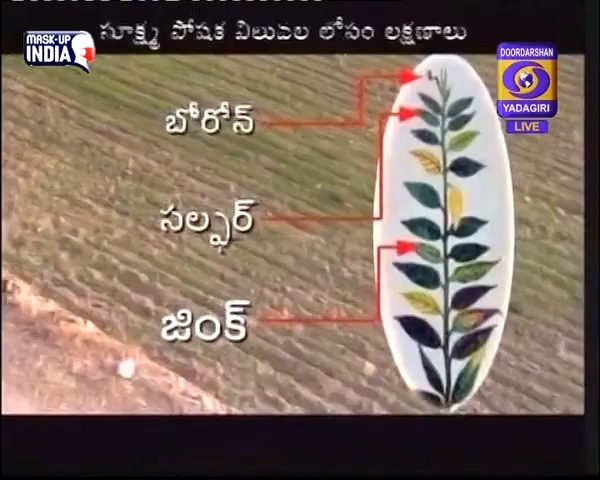 సూక్ష్మ పోషక విలువల లోపం లక్షణాలు
MASK-UP
INDIA
DOORDARSHAN
YADAGIRI
LIVE
బోరోన్
సల్ఫర్
జింక్